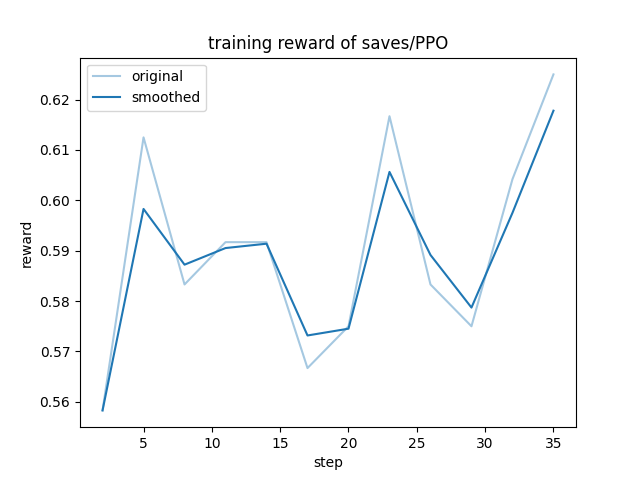 training reward of saves/PPO
original
smoothed
0.62
0.61
0.60
0.59
0.58
0.57
0.56
reward
5 10 15 20 25 30 35
step